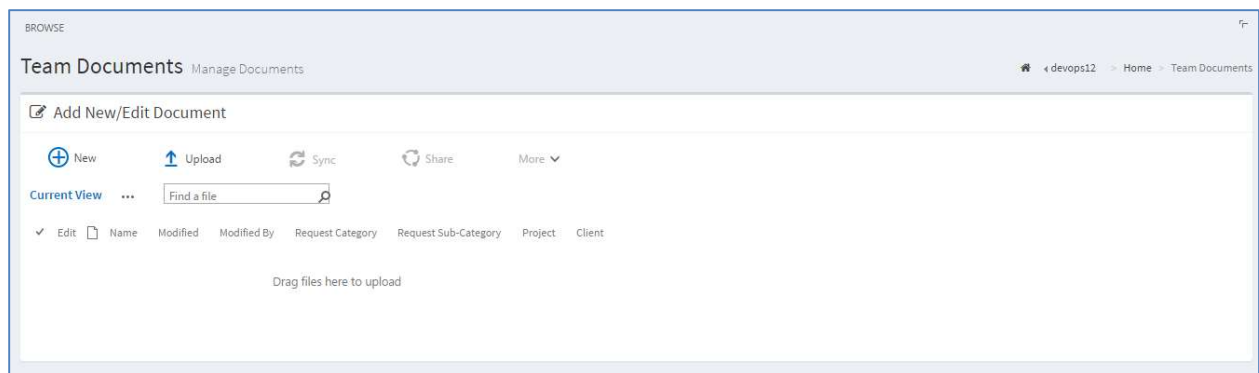 BROWSE
Team Documents Manage Documents
devops12 > Home > Team Documents
Add New/Edit Document
New Upload Sync Share More
Current View ... Find a file
Edit Name Modified Modified By Request Category Request Sub-Category Project Client
Drag files here to upload